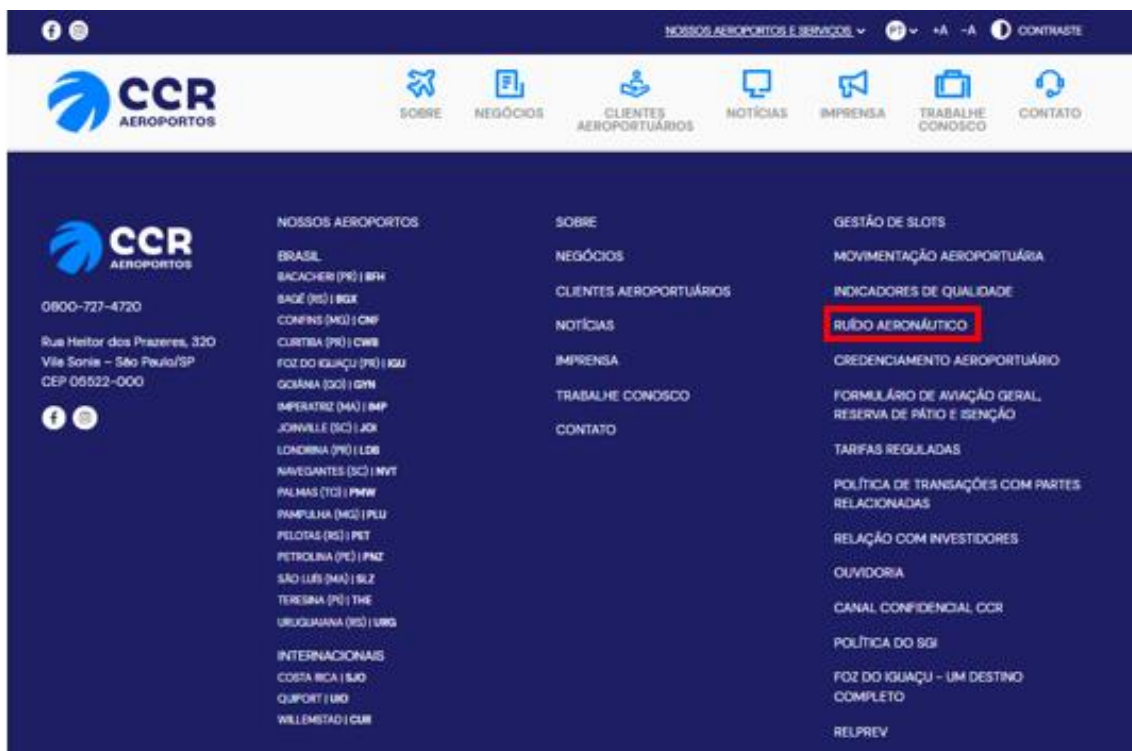 NOSSOS AEROPORTOS E SERVIÇOS
PT
+A -A
CONTRASTE
CCR
AEROPORTOS
SOBRE
NEGÓCIOS
CLIENTES
AEROPORTUÁRIOS
NOTÍCIAS
IMPRENSA
TRABALHE
CONOSCO
CONTATO
CCR
AEROPORTOS
0800-727-4720
Rua Heitor dos Prazeres, 320
Vila Sonia – São Paulo/SP
CEP 05522-000
NOSSOS AEROPORTOS
BRASIL
BACACHERI (PR) | BFH
BAGÉ (RS) | BGX
CONFINS (MG) | CNF
CURITIBA (PR) | CWB
FOZ DO IGUAÇU (PR) | IGU
GOIÂNIA (GO) | GYN
IMPERATRIZ (MA) | IMP
JOINVILLE (SC) | JOI
LONDRINA (PR) | LDB
NAVEGANTES (SC) | NVT
PALMAS (TO) | PMW
PAMPULHA (MG) | PLU
PELOTAS (RS) | PET
PETROLINA (PE) | PNZ
SÃO LUÍS (MA) | SLZ
TERESINA (PI) | THE
URUGUAIANA (RS) | URG
INTERNACIONAIS
COSTA RICA | SJO
QUIPORT | UIO
WILLEMSTAD | CUR
SOBRE
NEGÓCIOS
CLIENTES AEROPORTUÁRIOS
NOTÍCIAS
IMPRENSA
TRABALHE CONOSCO
CONTATO
GESTÃO DE SLOTS
MOVIMENTAÇÃO AEROPORTUÁRIA
INDICADORES DE QUALIDADE
RUÍDO AERONÁUTICO
CREDENCIAMENTO AEROPORTUÁRIO
FORMULÁRIO DE AVIAÇÃO GERAL,
RESERVA DE PÁTIO E ISENÇÃO
TARIFAS REGULADAS
POLÍTICA DE TRANSAÇÕES COM PARTES
RELACIONADAS
RELAÇÃO COM INVESTIDORES
OUVIDORIA
CANAL CONFIDENCIAL CCR
POLÍTICA DO SGI
FOZ DO IGUAÇU - UM DESTINO
COMPLETO
RELPREV